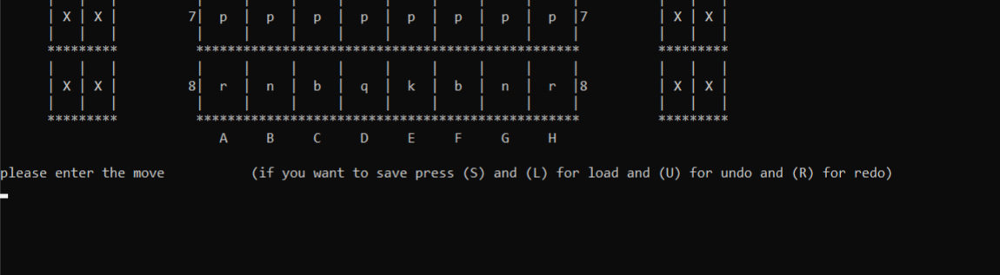 | X | X | 7| p | p | p | p | p | p | p | p |7 | X | X |
| | | | | | | | | | | | | | | |
********* ************************************************* *********
| | | | | | | | | | | | | | | |
| X | X | 8| r | n | b | q | k | b | n | r |8 | X | X |
| | | | | | | | | | | | | | | |
********* ************************************************* *********
A B C D E F G H
please enter the move (if you want to save press (S) and (L) for load and (U) for undo and (R) for redo)